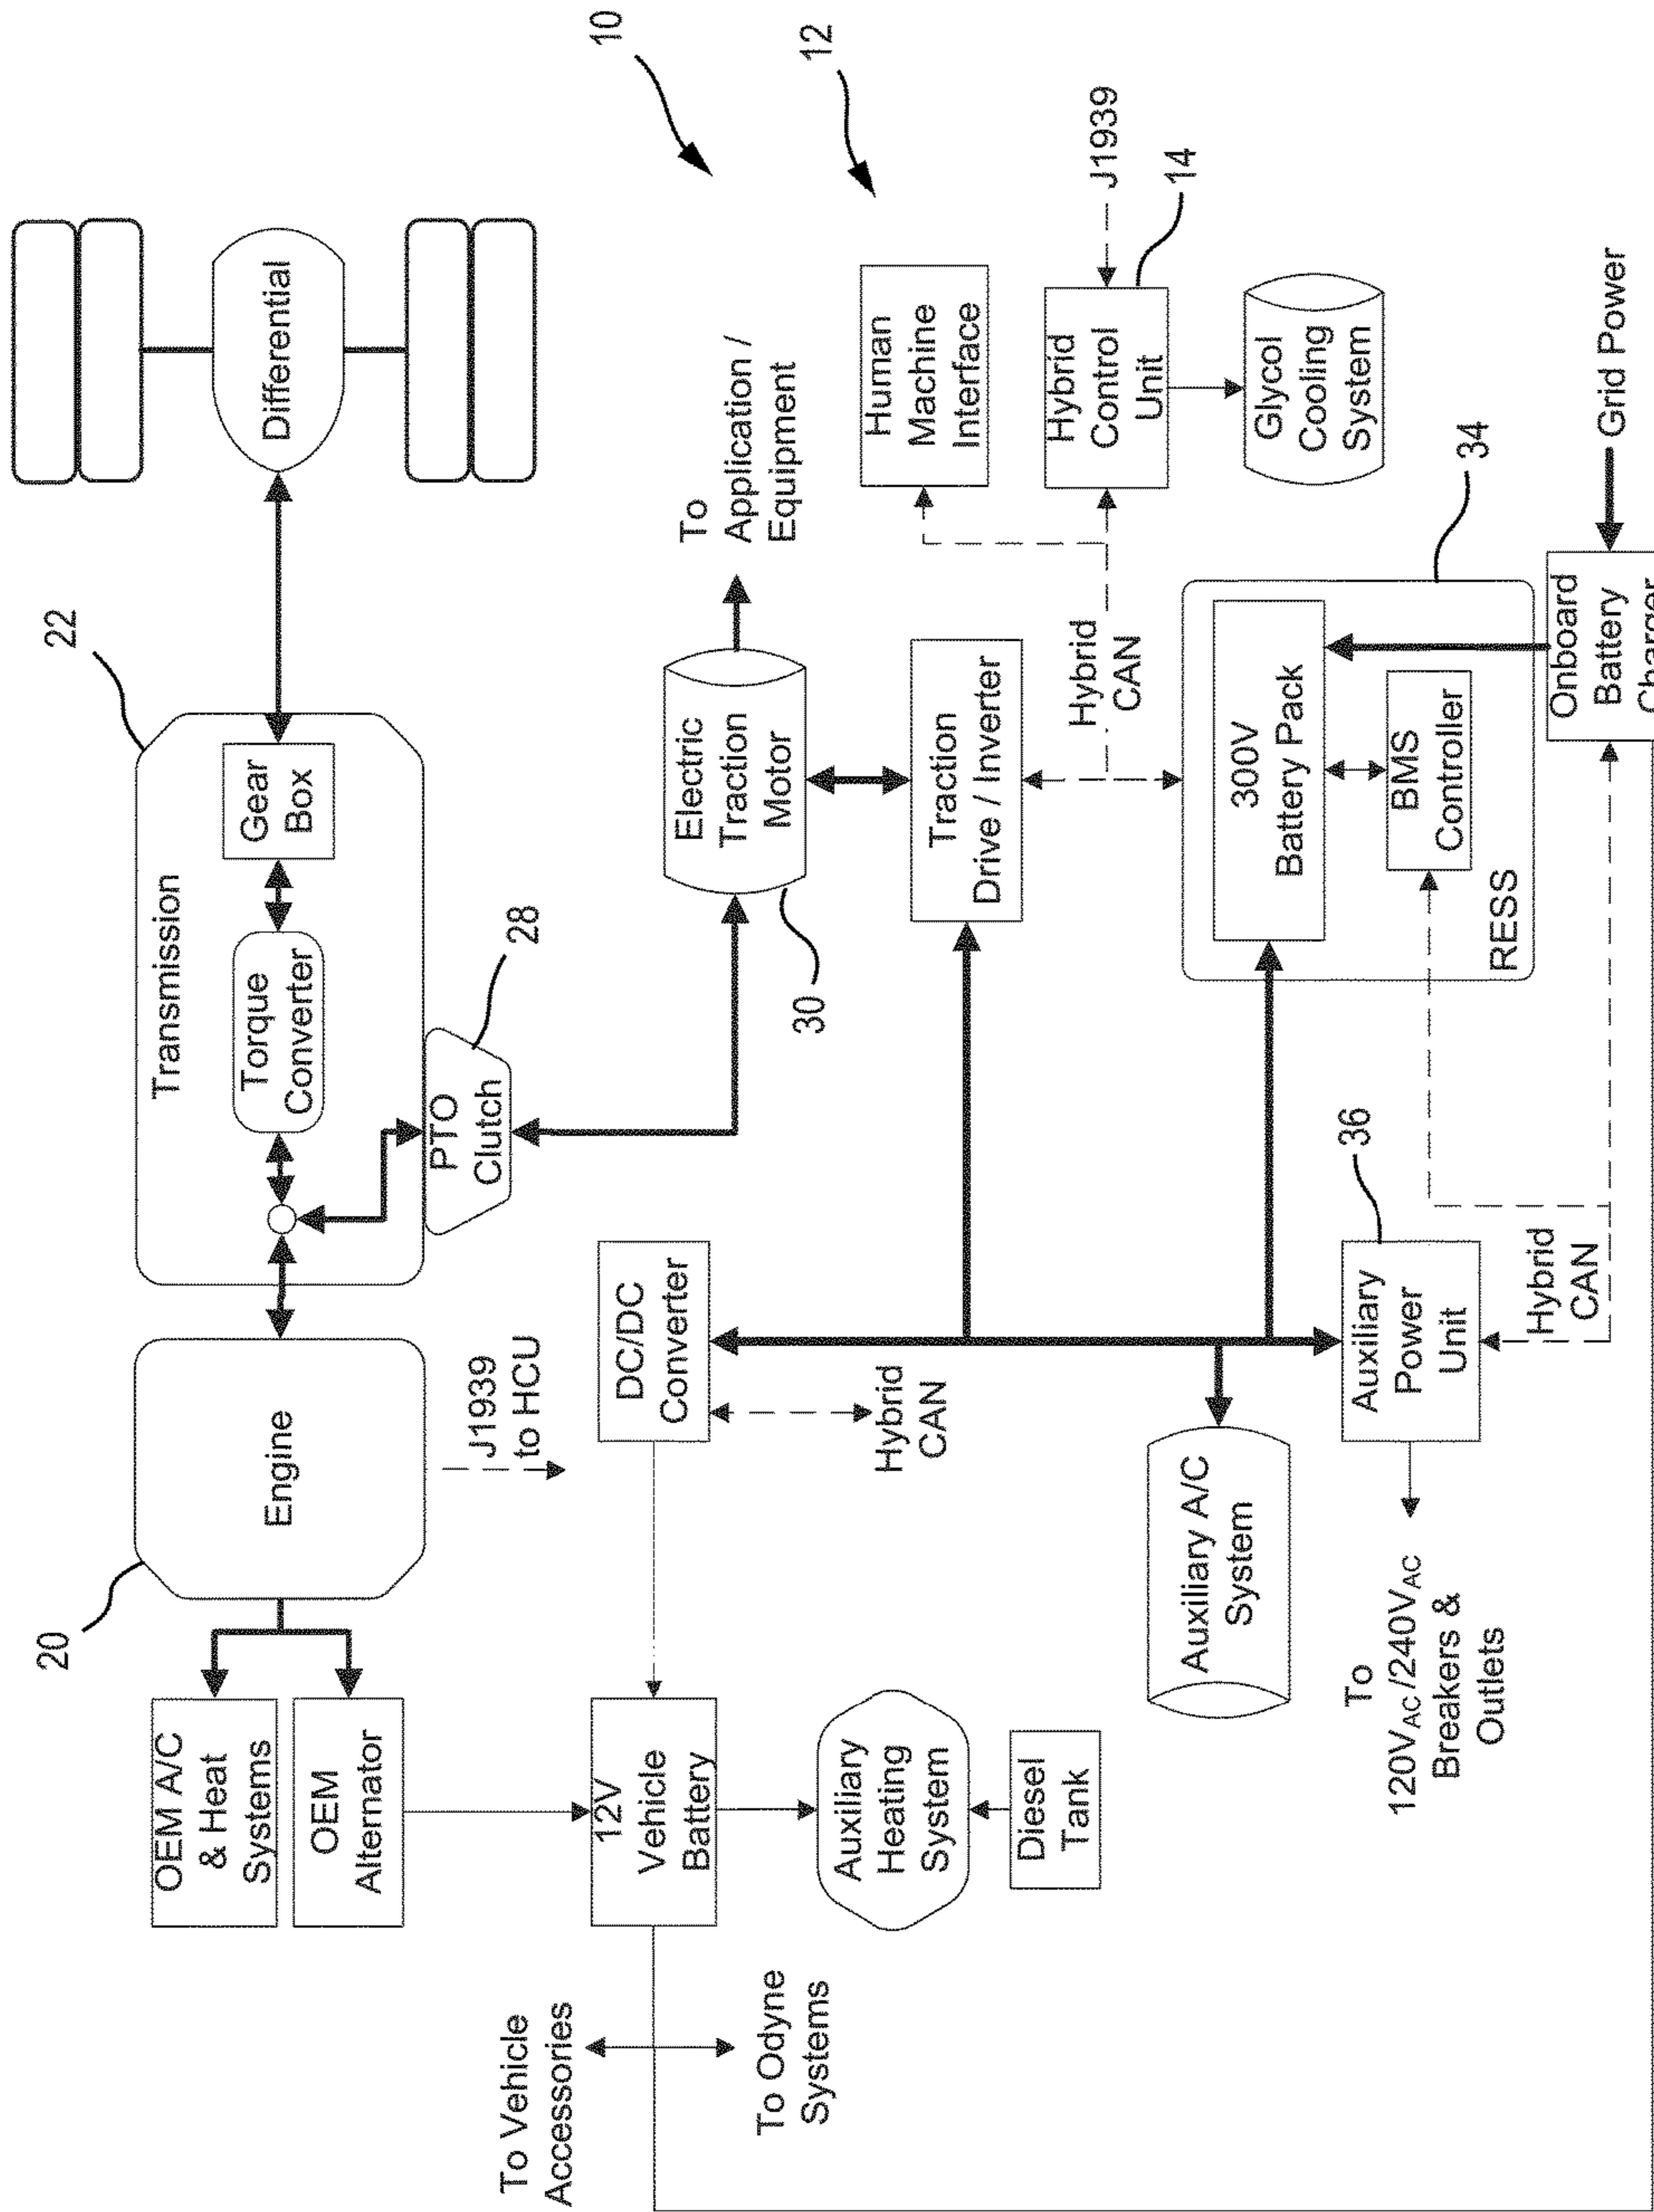 20
22
OEM A/C
& Heat
Systems
OEM
Alternator
Engine
Transmission
Torque
Converter
Gear
Box
Differential
J1939
to HCU
PTO
Clutch
28
To Vehicle
Accessories
12V
Vehicle
Battery
DC/DC
Converter
Electric
Traction
Motor
30
To
Application /
Equipment
10
To Odyne
Systems
Auxiliary
Heating
System
Diesel
Tank
Hybrid
CAN
Traction
Drive / Inverter
Human
Machine
Interface
12
Hybrid
CAN
Hybrid
Control
Unit
J1939
14
Auxiliary A/C
System
Glycol
Cooling
System
34
300V
Battery Pack
BMS
Controller
RESS
36
Auxiliary
Power
Unit
To
120VAC/240VAC
Breakers &
Outlets
Hybrid
CAN
Onboard
Battery
Charger
Grid Power